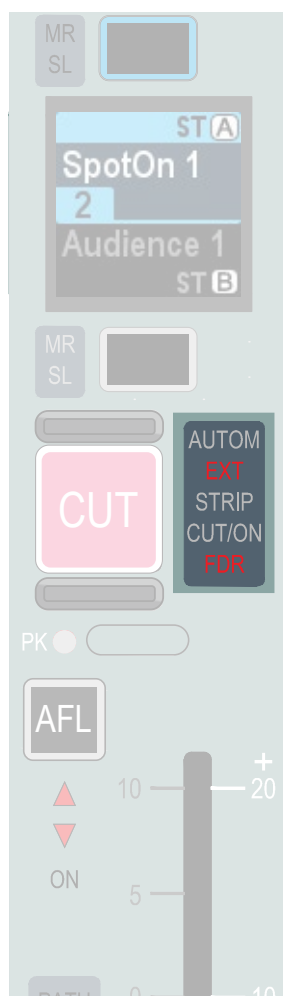 MR
SL
ST A
SpotOn 1
2
Audience 1
ST B
MR
SL
CUT
AUTOM
EXT
STRIP
CUT/ON
FDR
PK
AFL
+
10
20
ON
5
PATH
0
10